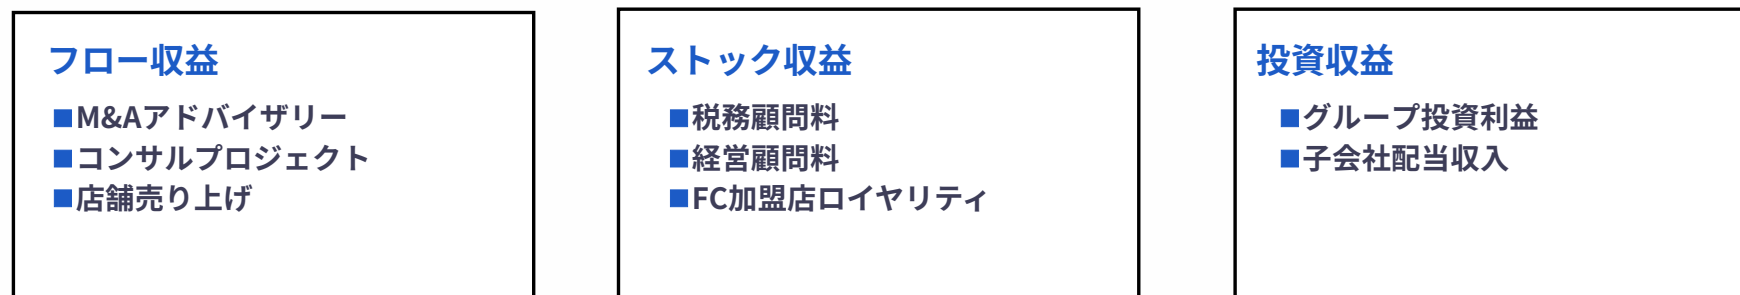 フロー収益
■M&Aアドバイザリー
■コンサルプロジェクト
■店舗売り上げ
ストック収益
■税務顧問料
■経営顧問料
■FC加盟店ロイヤリティ
投資収益
■グループ投資利益
■子会社配当収入